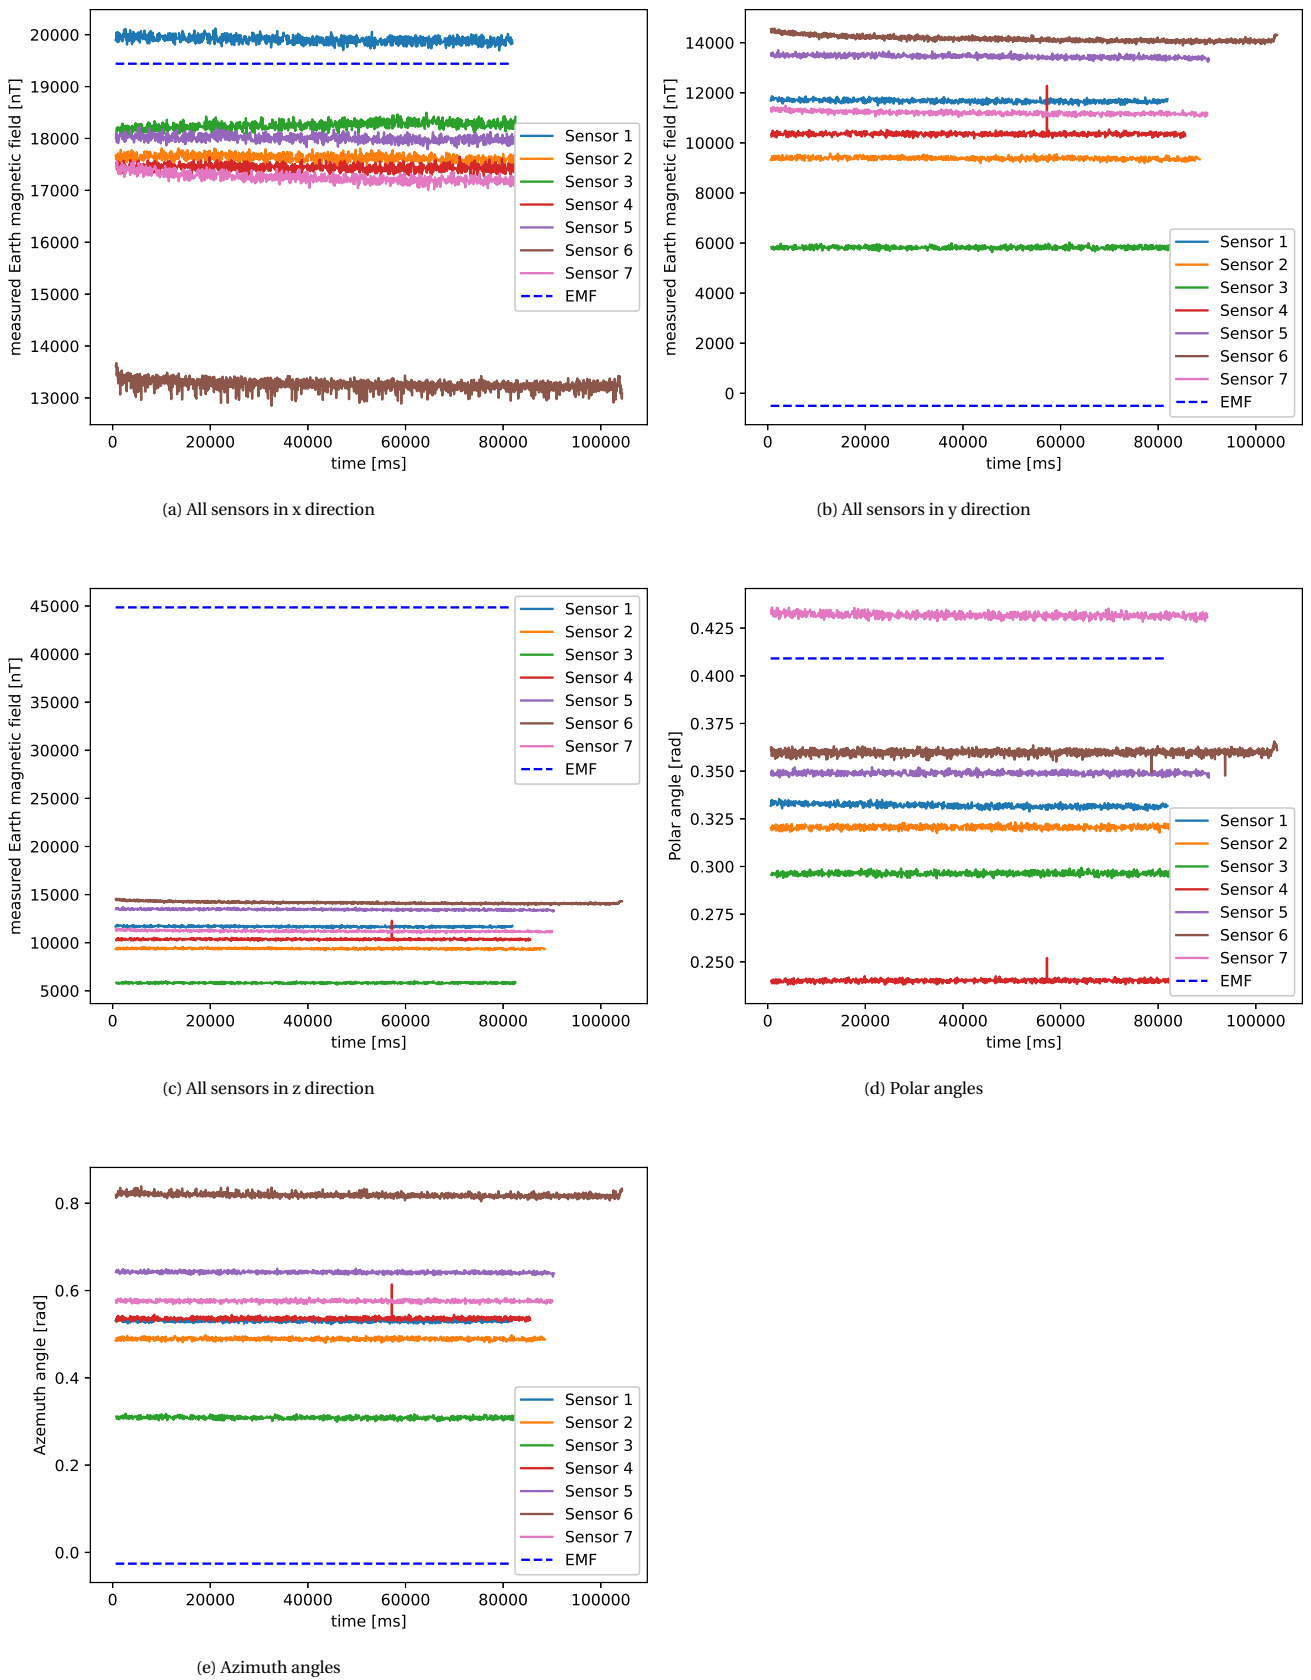 20000
19000
18000
17000
16000
15000
14000
13000
measured Earth magnetic field [nT]
0 20000 40000 60000 80000 100000
time [ms]
Sensor 1
Sensor 2
Sensor 3
Sensor 4
Sensor 5
Sensor 6
Sensor 7
EMF
(a) All sensors in x direction
14000
12000
10000
8000
6000
4000
2000
0
measured Earth magnetic field [nT]
0 20000 40000 60000 80000 100000
time [ms]
Sensor 1
Sensor 2
Sensor 3
Sensor 4
Sensor 5
Sensor 6
Sensor 7
EMF
(b) All sensors in y direction
45000
40000
35000
30000
25000
20000
15000
10000
5000
measured Earth magnetic field [nT]
0 20000 40000 60000 80000 100000
time [ms]
Sensor 1
Sensor 2
Sensor 3
Sensor 4
Sensor 5
Sensor 6
Sensor 7
EMF
(c) All sensors in z direction
0.425
0.400
0.375
0.350
0.325
0.300
0.275
0.250
Polar angle [rad]
0 20000 40000 60000 80000 100000
time [ms]
Sensor 1
Sensor 2
Sensor 3
Sensor 4
Sensor 5
Sensor 6
Sensor 7
EMF
(d) Polar angles
0.8
0.6
0.4
0.2
0.0
Azemuth angle [rad]
0 20000 40000 60000 80000 100000
time [ms]
Sensor 1
Sensor 2
Sensor 3
Sensor 4
Sensor 5
Sensor 6
Sensor 7
EMF
(e) Azimuth angles